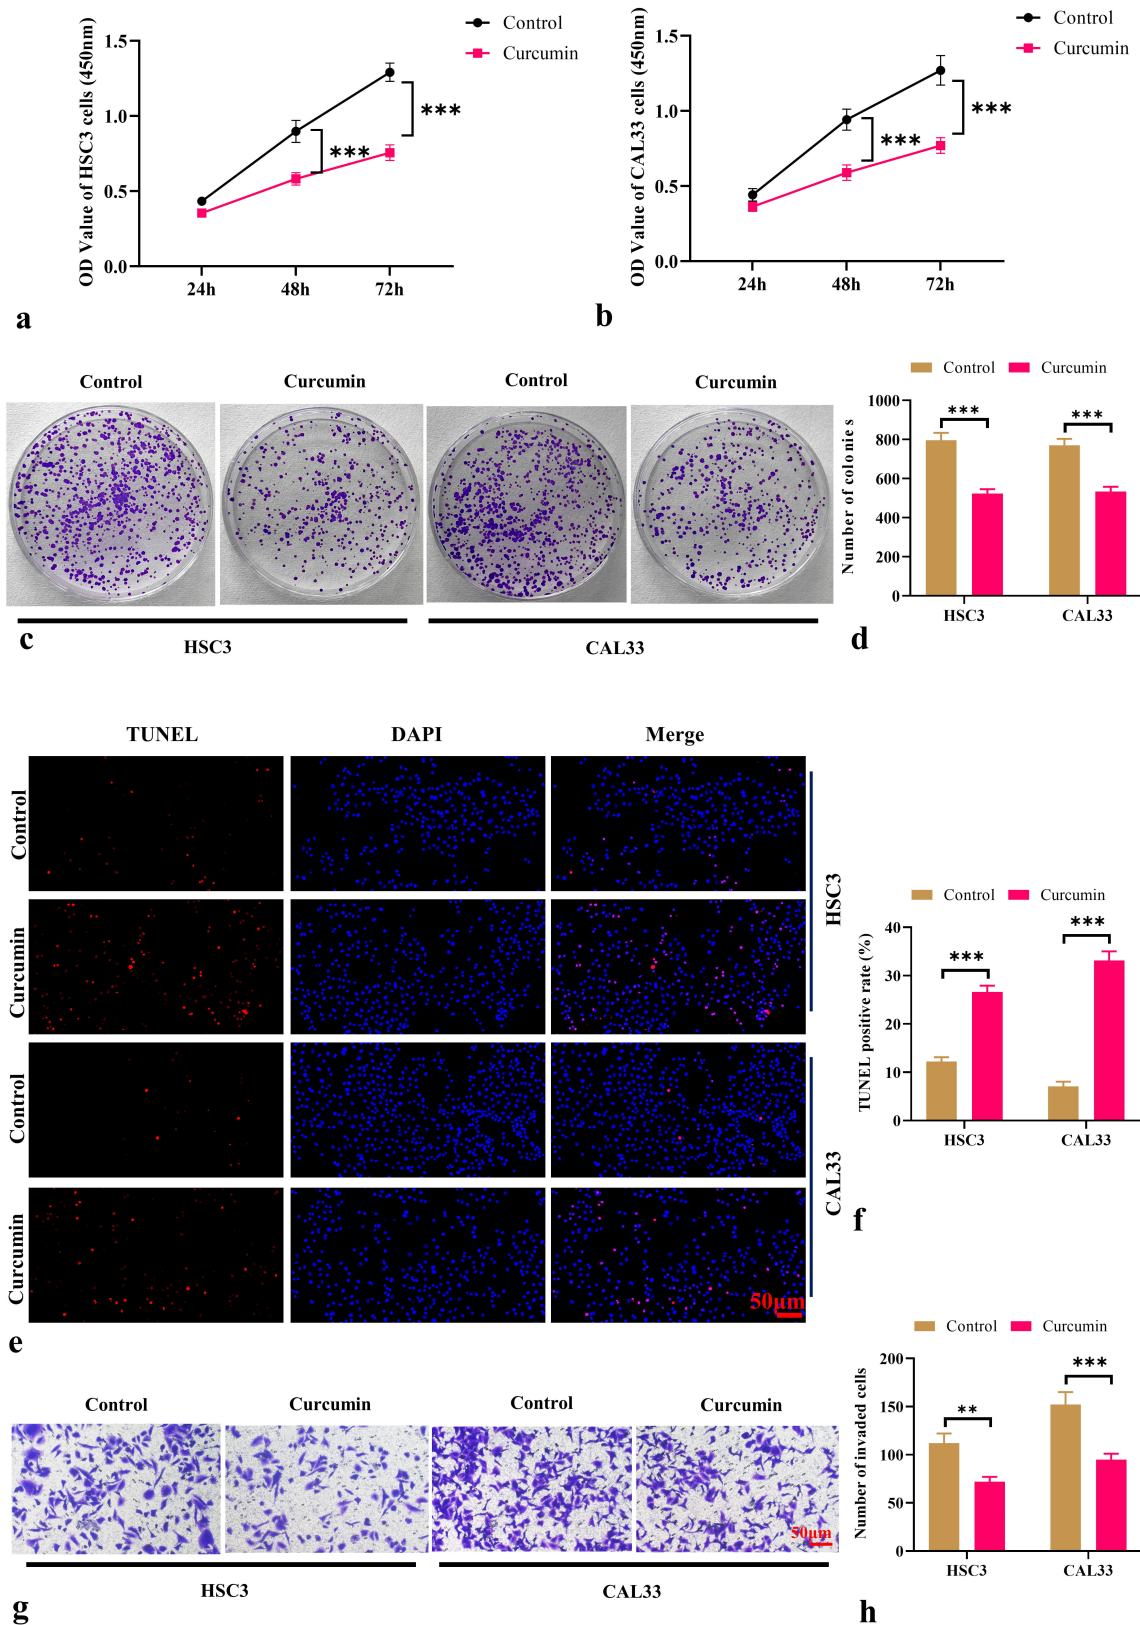 Control
Curcumin
OD Value of HSC3 cells (450nm)
1.5
1.0
0.5
0.0
***
***
24h 48h 72h
a
Control
Curcumin
OD Value of CAL33 cells (450nm)
1.5
1.0
0.5
0.0
***
***
24h 48h 72h
b
Control Curcumin Control Curcumin
HSC3 CAL33
c
Control Curcumin
Number of colonies
1000
800
600
400
200
0
*** ***
HSC3 CAL33
d
TUNEL DAPI Merge
Control
Curcumin
HSC3
Control
Curcumin
CAL33
50μm
e
Control Curcumin
TUNEL positive rate (%)
40
30
20
10
0
*** ***
HSC3 CAL33
f
Control Curcumin Control Curcumin
50μm
HSC3 CAL33
g
Control Curcumin
Number of invaded cells
200
150
100
50
0
** ***
HSC3 CAL33
h